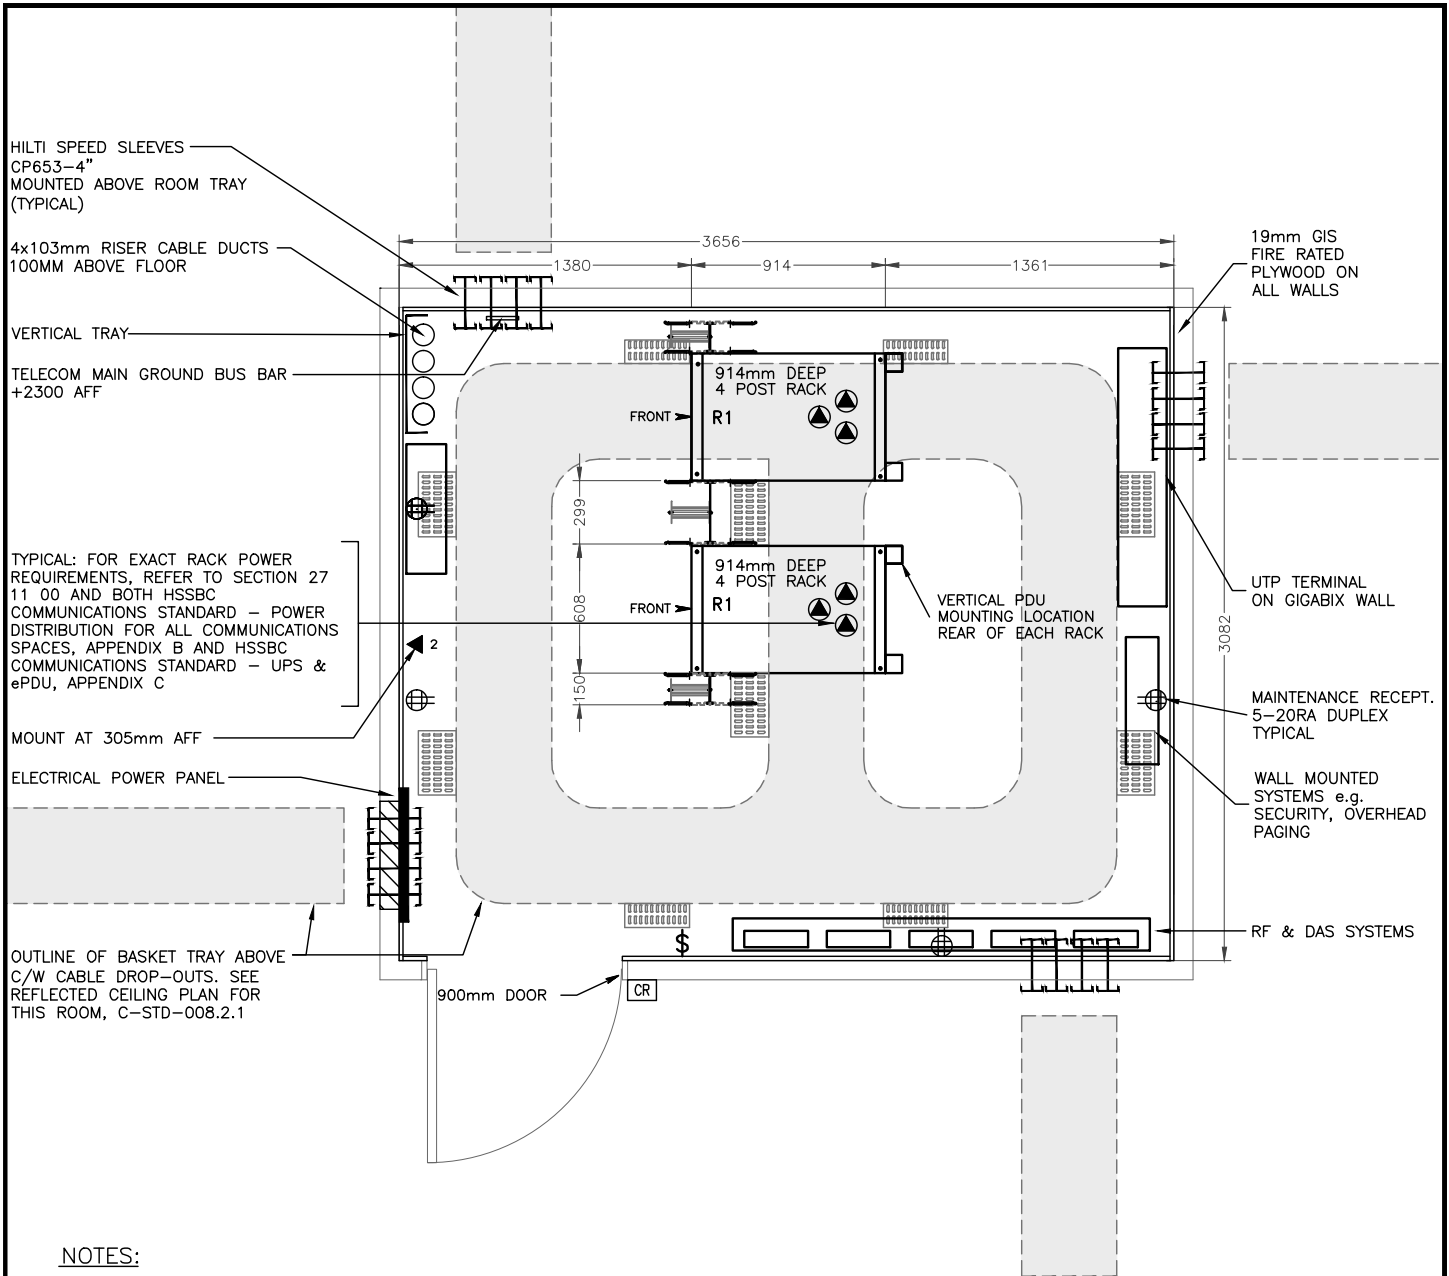 HILTI SPEED SLEEVES
CP653-4"
MOUNTED ABOVE ROOM TRAY
(TYPICAL)
4x103mm RISER CABLE DUCTS
100MM ABOVE FLOOR
VERTICAL TRAY
TELECOM MAIN GROUND BUS BAR
+2300 AFF
TYPICAL: FOR EXACT RACK POWER
REQUIREMENTS, REFER TO SECTION 27
11 00 AND BOTH HSSBC
COMMUNICATIONS STANDARD - POWER
DISTRIBUTION FOR ALL COMMUNICATIONS
SPACES, APPENDIX B AND HSSBC
COMMUNICATIONS STANDARD - UPS &
ePDU, APPENDIX C
MOUNT AT 305mm AFF
ELECTRICAL POWER PANEL
OUTLINE OF BASKET TRAY ABOVE
C/W CABLE DROP-OUTS. SEE
REFLECTED CEILING PLAN FOR
THIS ROOM, C-STD-008.2.1
3656
1380
914
1361
914mm DEEP
4 POST RACK
FRONT
R1
299
608
150
914mm DEEP
4 POST RACK
FRONT
R1
2
VERTICAL PDU
MOUNTING LOCATION
REAR OF EACH RACK
$
900mm DOOR
CR
3082
19mm GIS
FIRE RATED
PLYWOOD ON
ALL WALLS
UTP TERMINAL
ON GIGABIX WALL
MAINTENANCE RECEPT.
5-20RA DUPLEX
TYPICAL
WALL MOUNTED
SYSTEMS e.g.
SECURITY, OVERHEAD
PAGING
RF & DAS SYSTEMS
NOTES: